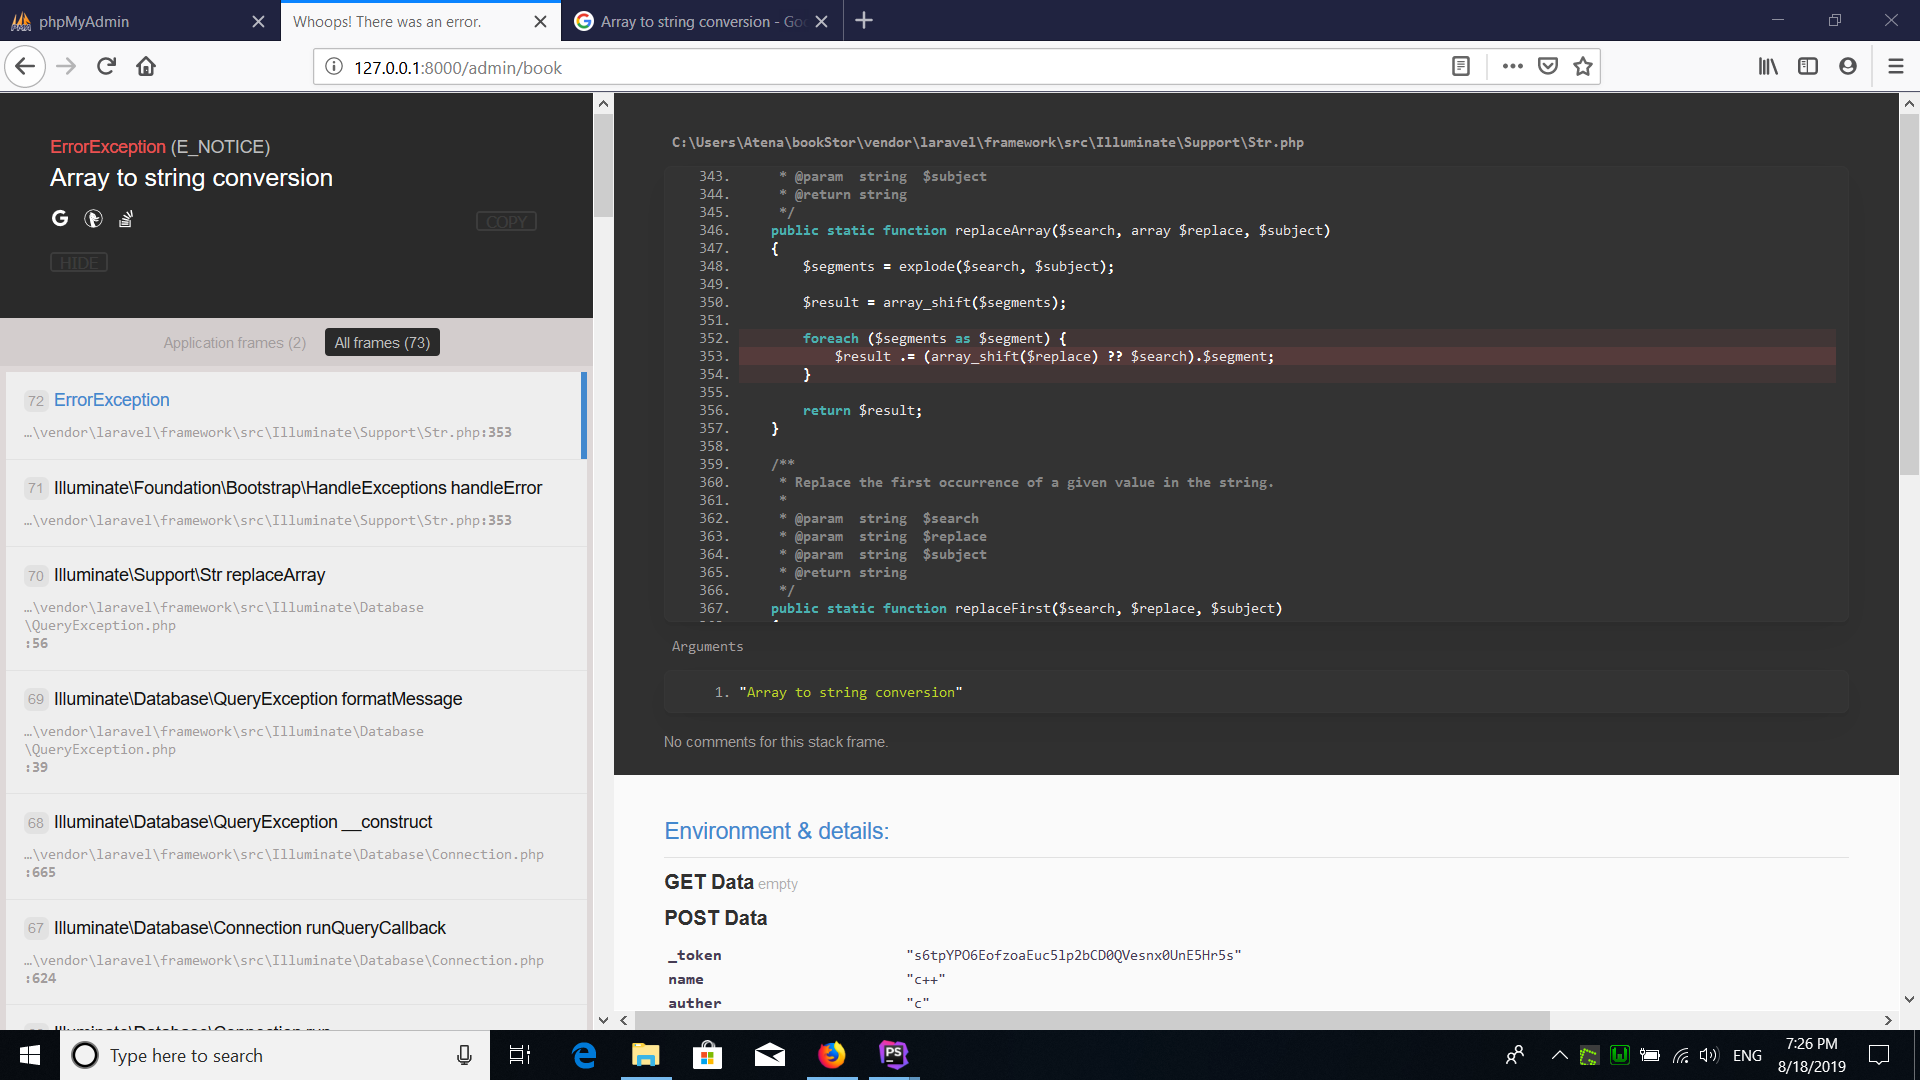 phpMyAdmin
Whoops! There was an error.
Array to string conversion - Goo
127.0.0.1:8000/admin/book
ErrorException (E_NOTICE)
Array to string conversion
COPY
HIDE
Application frames (2)
All frames (73)
72 ErrorException
…\vendor\laravel\framework\src\Illuminate\Support\Str.php:353
71 Illuminate\Foundation\Bootstrap\HandleExceptions handleError
…\vendor\laravel\framework\src\Illuminate\Support\Str.php:353
70 Illuminate\Support\Str replaceArray
…\vendor\laravel\framework\src\Illuminate\Database
\QueryException.php
:56
69 Illuminate\Database\QueryException formatMessage
…\vendor\laravel\framework\src\Illuminate\Database
\QueryException.php
:39
68 Illuminate\Database\QueryException __construct
…\vendor\laravel\framework\src\Illuminate\Database\Connection.php
:665
67 Illuminate\Database\Connection runQueryCallback
…\vendor\laravel\framework\src\Illuminate\Database\Connection.php
:624
Illuminate\Database\Connection run
C:\Users\Atena\bookStor\vendor\laravel\framework\src\Illuminate\Support\Str.php
343. * @param string $subject
344. * @return string
345. */
346. public static function replaceArray($search, array $replace, $subject)
347. {
348. $segments = explode($search, $subject);
349.
350. $result = array_shift($segments);
351.
352. foreach ($segments as $segment) {
353. $result .= (array_shift($replace) ?? $search).$segment;
354. }
355.
356. return $result;
357. }
358.
359. /**
360. * Replace the first occurrence of a given value in the string.
361. *
362. * @param string $search
363. * @param string $replace
364. * @param string $subject
365. * @return string
366. */
367. public static function replaceFirst($search, $replace, $subject)
Arguments
1. "Array to string conversion"
No comments for this stack frame.
Environment & details:
GET Data empty
POST Data
_token "s6tpYPO6EofzoaEuc5lp2bCD0QVesnx0UnE5Hr5s"
name "c++"
auther "c"
Type here to search
PS
ENG
7:26 PM
8/18/2019